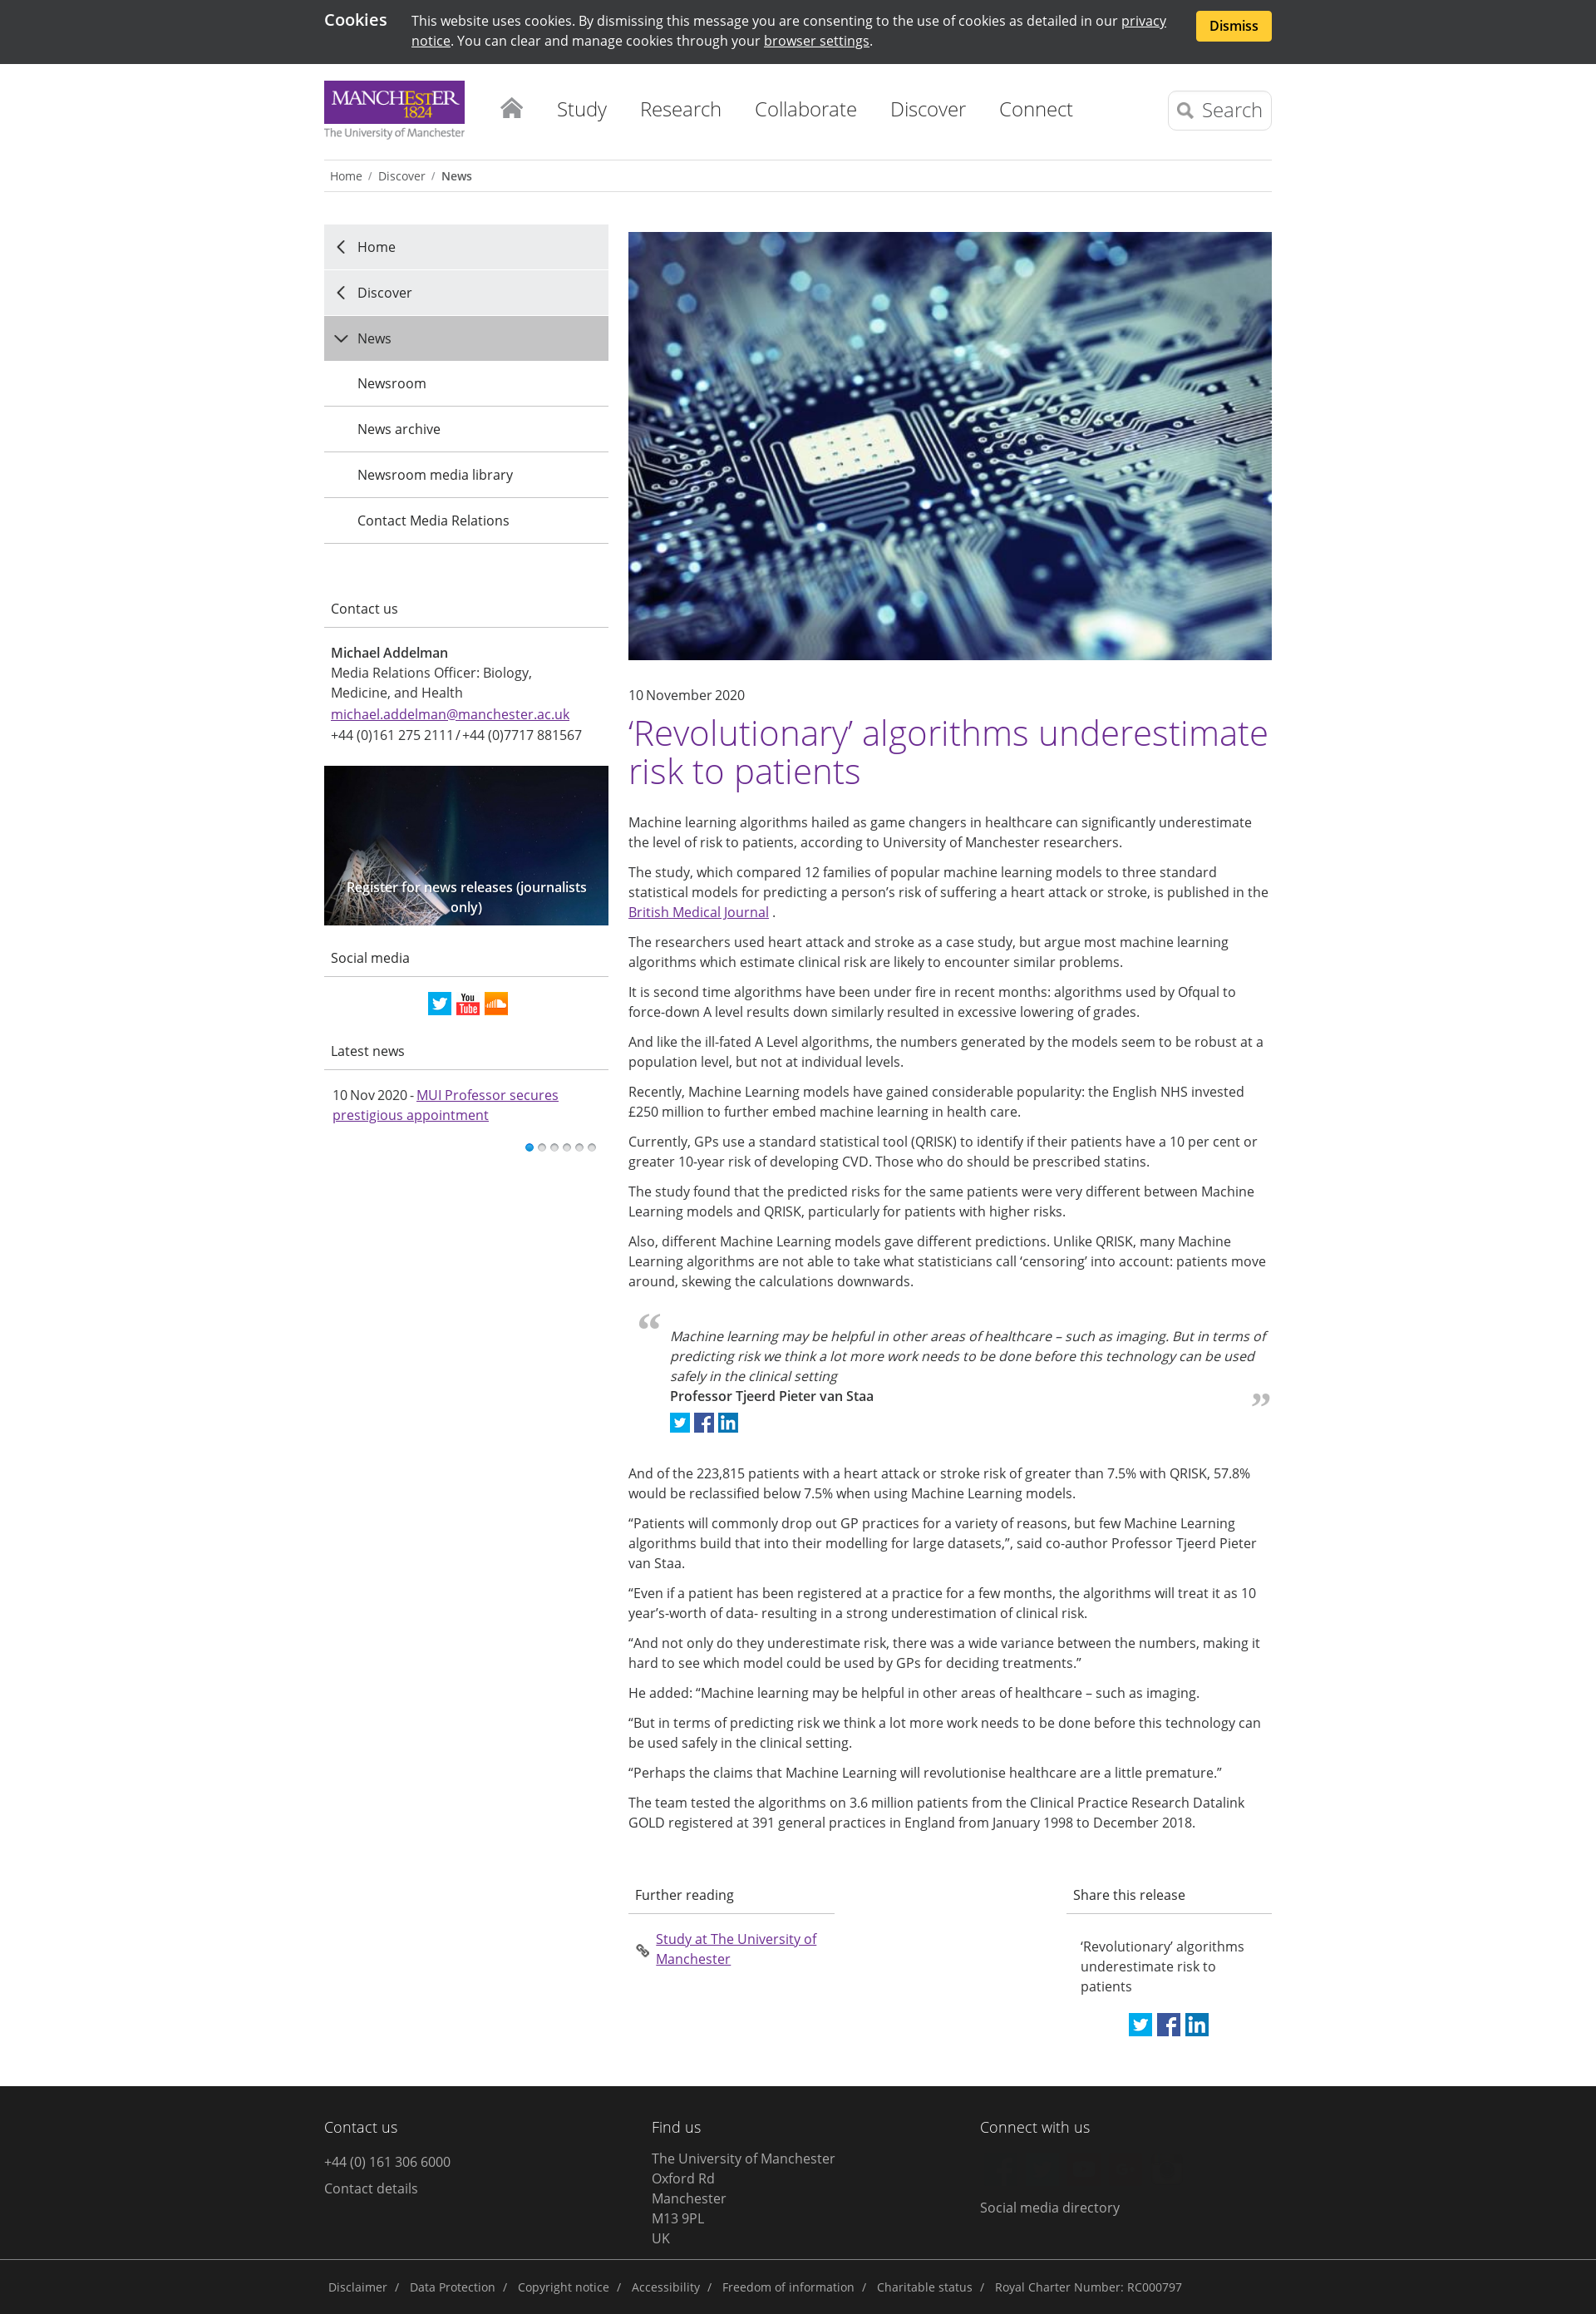 Cookies
This website uses cookies. By dismissing this message you are consenting to the use of cookies as detailed in our privacy
notice. You can clear and manage cookies through your browser settings.
Dismiss
MANCHESTER
1824
The University of Manchester
Study
Research
Collaborate
Discover
Connect
Search
Home / Discover / News
Home
Discover
News
Newsroom
News archive
Newsroom media library
Contact Media Relations
Contact us
Michael Addelman
Media Relations Officer: Biology,
Medicine, and Health
michael.addelman@manchester.ac.uk
+44 (0)161 275 2111 / +44 (0)7717 881567
Register for news releases (journalists
only)
Social media
You
Tube
Latest news
10 Nov 2020 - MUI Professor secures
prestigious appointment
10 November 2020
‘Revolutionary’ algorithms underestimate
risk to patients
Machine learning algorithms hailed as game changers in healthcare can significantly underestimate
the level of risk to patients, according to University of Manchester researchers.
The study, which compared 12 families of popular machine learning models to three standard
statistical models for predicting a person’s risk of suffering a heart attack or stroke, is published in the
British Medical Journal .
The researchers used heart attack and stroke as a case study, but argue most machine learning
algorithms which estimate clinical risk are likely to encounter similar problems.
It is second time algorithms have been under fire in recent months: algorithms used by Ofqual to
force-down A level results down similarly resulted in excessive lowering of grades.
And like the ill-fated A Level algorithms, the numbers generated by the models seem to be robust at a
population level, but not at individual levels.
Recently, Machine Learning models have gained considerable popularity: the English NHS invested
£250 million to further embed machine learning in health care.
Currently, GPs use a standard statistical tool (QRISK) to identify if their patients have a 10 per cent or
greater 10-year risk of developing CVD. Those who do should be prescribed statins.
The study found that the predicted risks for the same patients were very different between Machine
Learning models and QRISK, particularly for patients with higher risks.
Also, different Machine Learning models gave different predictions. Unlike QRISK, many Machine
Learning algorithms are not able to take what statisticians call ‘censoring’ into account: patients move
around, skewing the calculations downwards.
“
Machine learning may be helpful in other areas of healthcare – such as imaging. But in terms of
predicting risk we think a lot more work needs to be done before this technology can be used
safely in the clinical setting
Professor Tjeerd Pieter van Staa
”
And of the 223,815 patients with a heart attack or stroke risk of greater than 7.5% with QRISK, 57.8%
would be reclassified below 7.5% when using Machine Learning models.
“Patients will commonly drop out GP practices for a variety of reasons, but few Machine Learning
algorithms build that into their modelling for large datasets,”, said co-author Professor Tjeerd Pieter
van Staa.
“Even if a patient has been registered at a practice for a few months, the algorithms will treat it as 10
year’s-worth of data- resulting in a strong underestimation of clinical risk.
“And not only do they underestimate risk, there was a wide variance between the numbers, making it
hard to see which model could be used by GPs for deciding treatments.”
He added: “Machine learning may be helpful in other areas of healthcare – such as imaging.
“But in terms of predicting risk we think a lot more work needs to be done before this technology can
be used safely in the clinical setting.
“Perhaps the claims that Machine Learning will revolutionise healthcare are a little premature.”
The team tested the algorithms on 3.6 million patients from the Clinical Practice Research Datalink
GOLD registered at 391 general practices in England from January 1998 to December 2018.
Further reading
Study at The University of
Manchester
Share this release
‘Revolutionary’ algorithms
underestimate risk to
patients
Contact us
+44 (0) 161 306 6000
Contact details
Find us
The University of Manchester
Oxford Rd
Manchester
M13 9PL
UK
Connect with us
Social media directory
Disclaimer / Data Protection / Copyright notice / Accessibility / Freedom of information / Charitable status / Royal Charter Number: RC000797